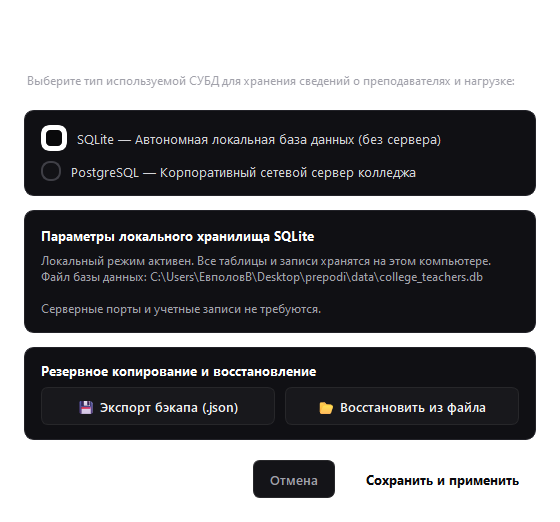 Выберите тип используемой СУБД для хранения сведений о преподавателях и нагрузке:
SQLite — Автономная локальная база данных (без сервера)
PostgreSQL — Корпоративный сетевой сервер колледжа
Параметры локального хранилища SQLite
Локальный режим активен. Все таблицы и записи хранятся на этом компьютере.
Файл базы данных: C:\Users\ЕвполовВ\Desktop\prepodi\data\college_teachers.db
Серверные порты и учетные записи не требуются.
Резервное копирование и восстановление
Экспорт бэкапа (.json)
Восстановить из файла
Отмена
Сохранить и применить